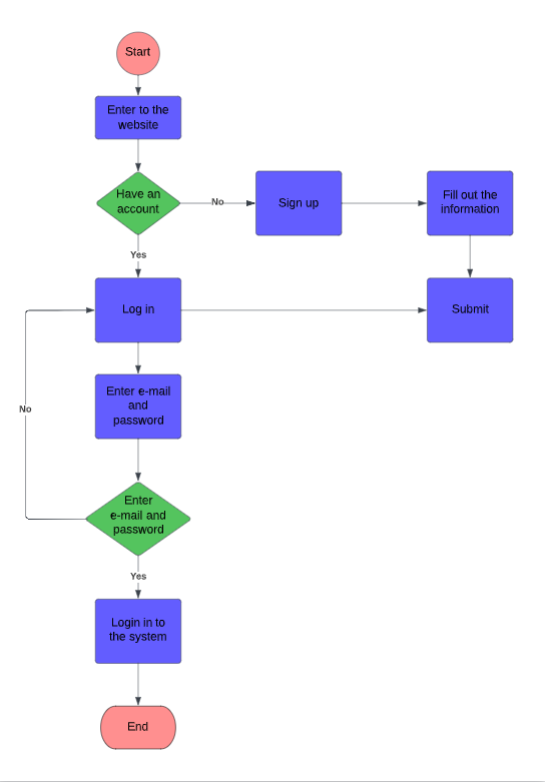 Start
Enter to the
website
Have an
account
No
Sign up
Fill out the
information
Yes
Log in
Submit
Enter e-mail
and
password
No
Enter
e-mail and
password
Yes
Login in to
the system
End